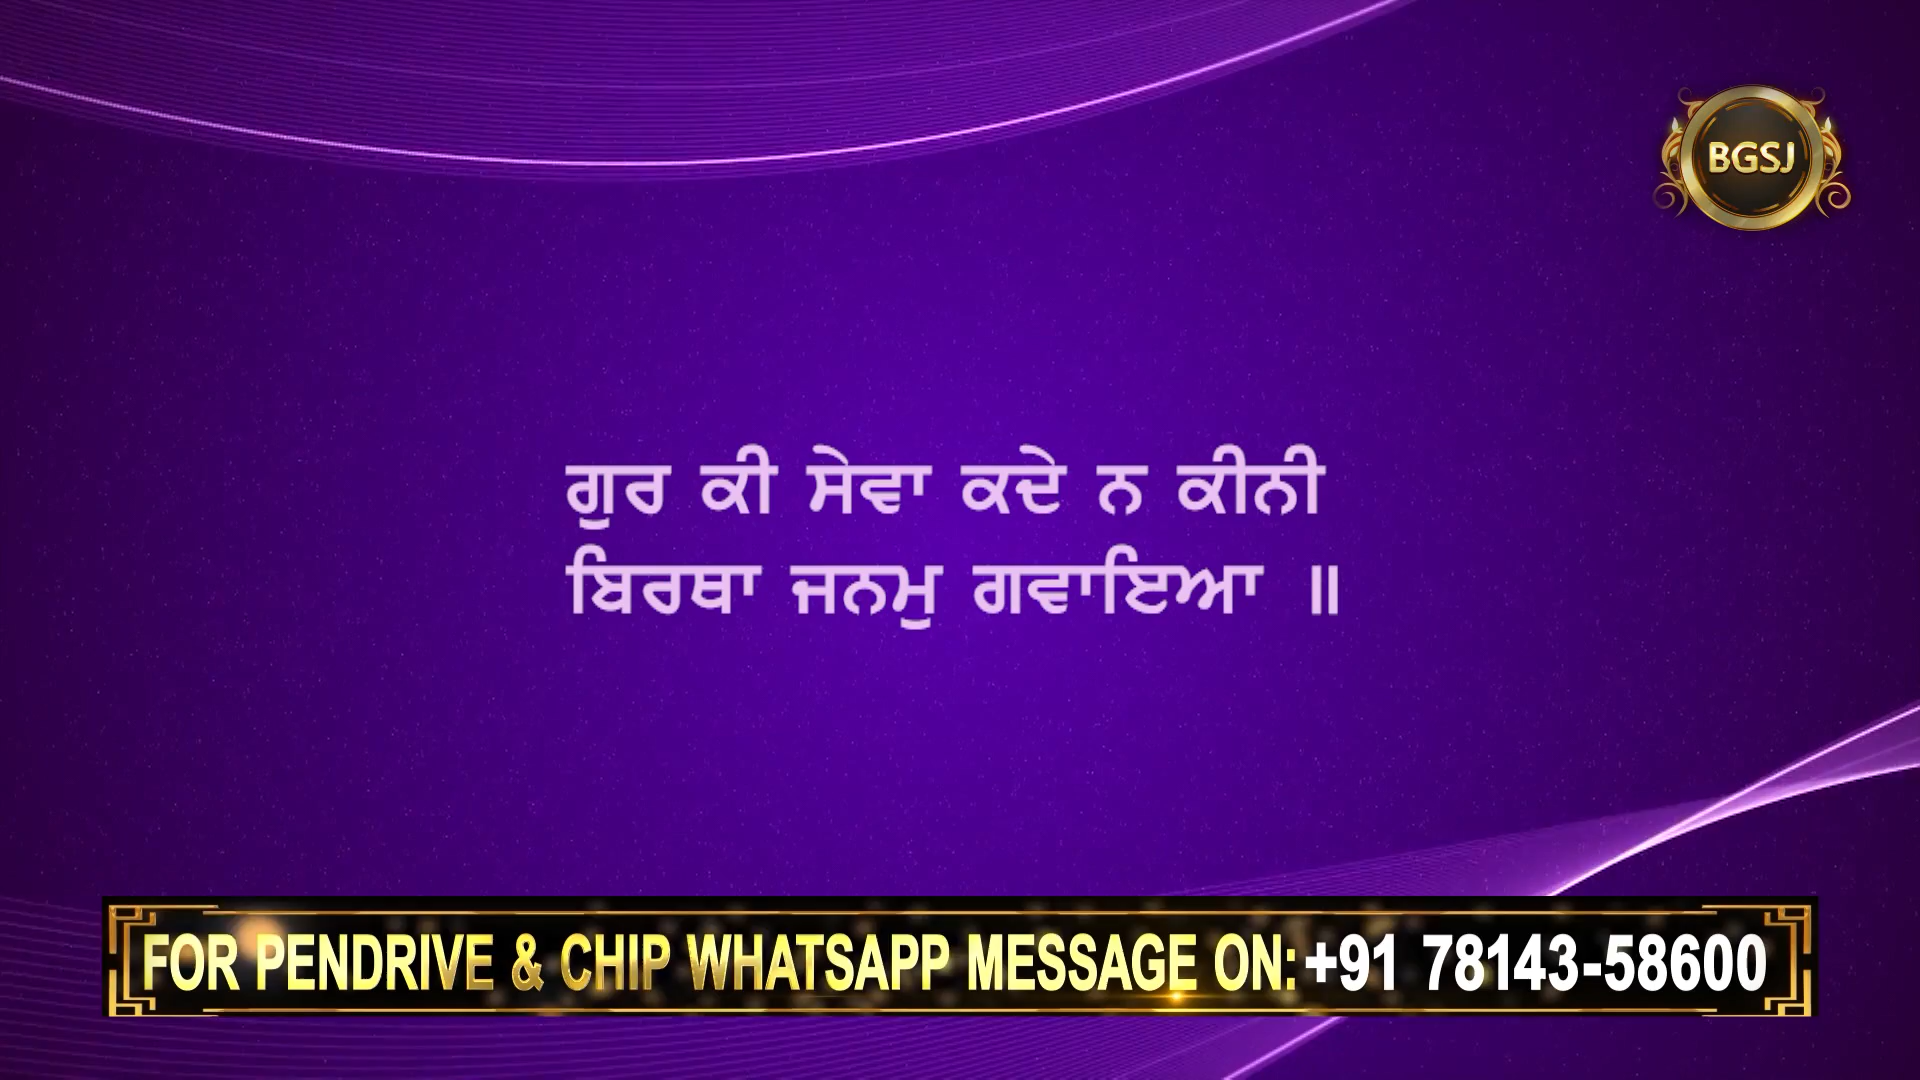 BGSJ
ਗੁਰ ਕੀ ਸੇਵਾ ਕਦੇ ਨ ਕੀਨੀ
ਬਿਰਥਾ ਜਨਮੁ ਗਵਾਇਆ ॥
FOR PENDRIVE & CHIP WHATSAPP MESSAGE ON:+91 78143-58600